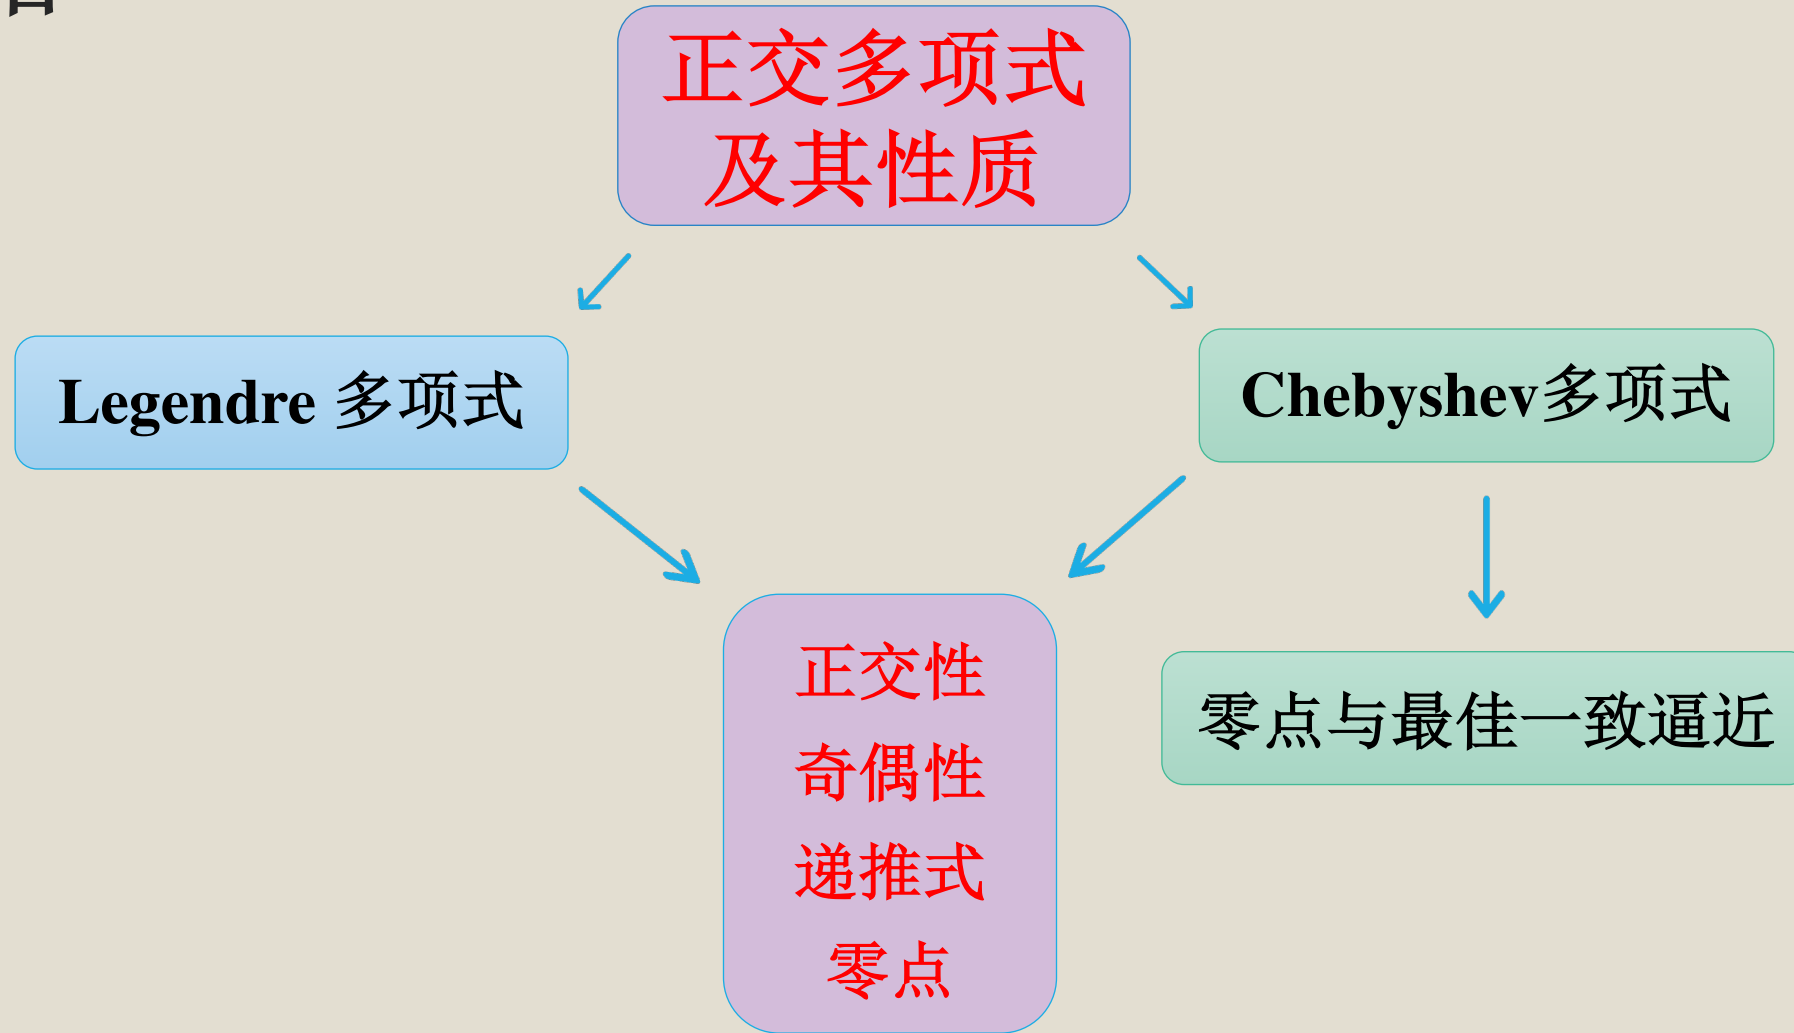 正交多项式
及其性质
Legendre 多项式
Chebyshev多项式
正交性
奇偶性
递推式
零点
零点与最佳一致逼近